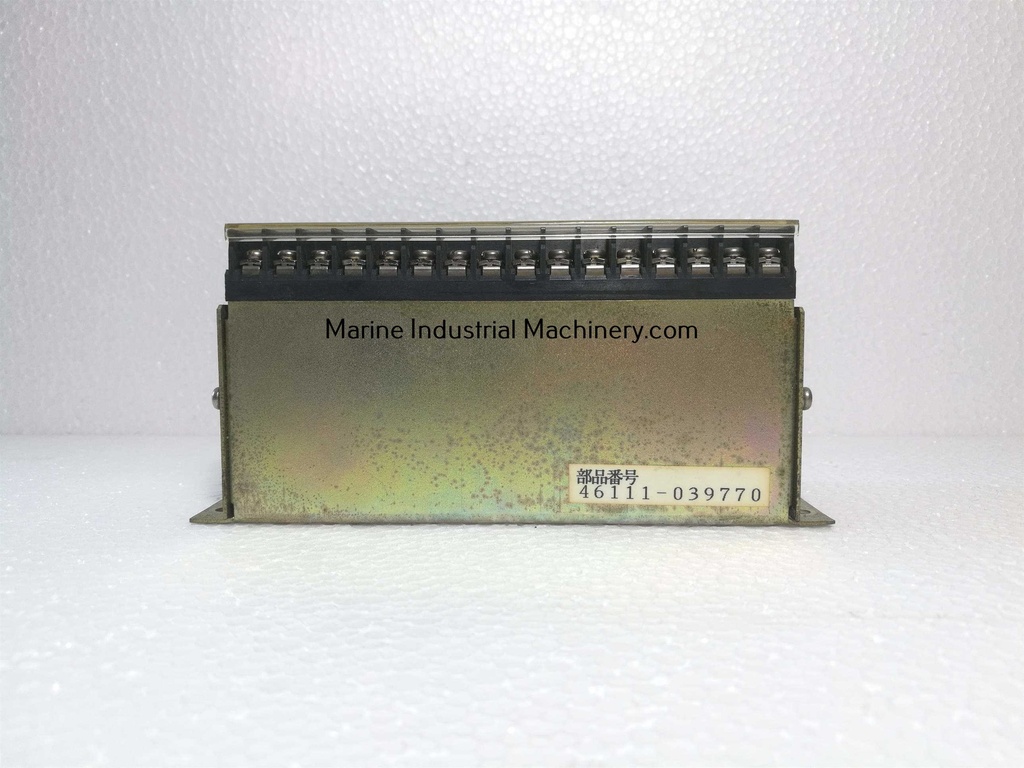 Marine Industrial Machinery.com
部品番号
46111-039770